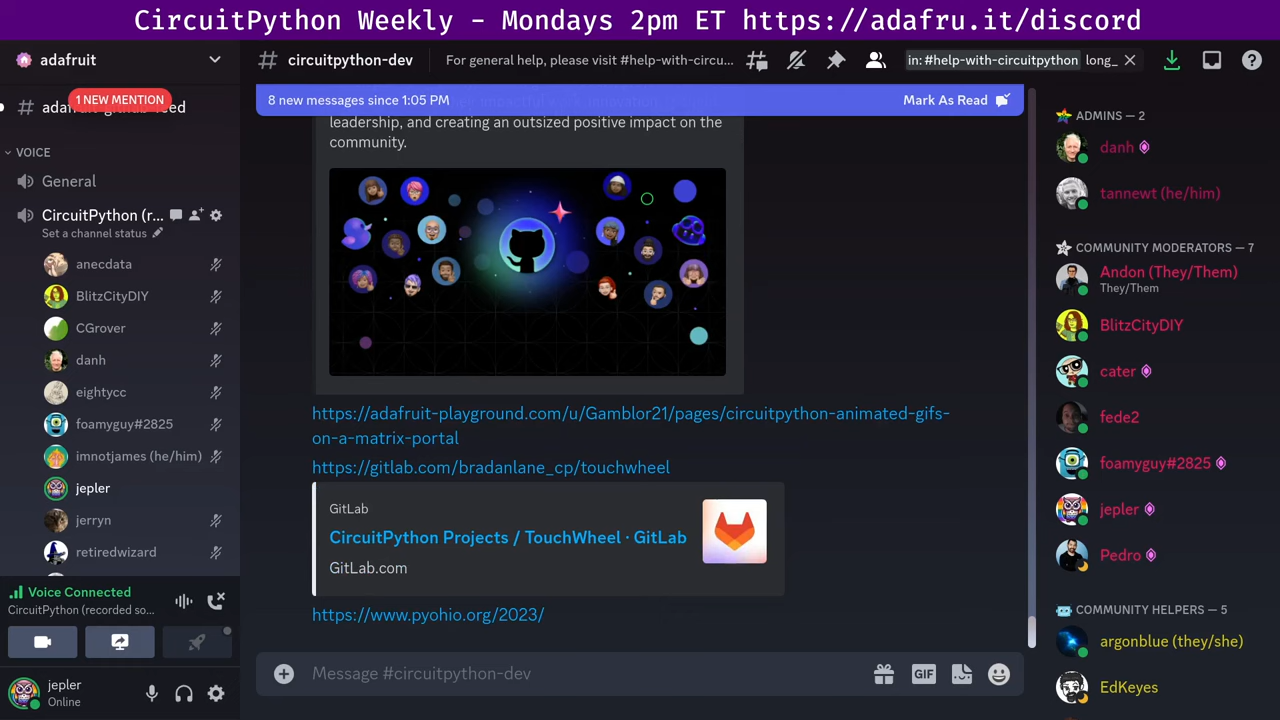 CircuitPython Weekly - Mondays 2pm ET https://adafru.it/discord
adafruit
1 NEW MENTION
VOICE
General
CircuitPython (r...
Set a channel status
anecdata
BlitzCityDIY
CGrover
danh
eightycc
foamyguy#2825
imnotjames (he/him)
jepler
jerryn
retiredwizard
Voice Connected
CircuitPython (recorded so...
jepler
Online
circuitpython-dev
For general help, please visit #help-with-circu...
in: #help-with-circuitpython long_
8 new messages since 1:05 PM
Mark As Read
leadership, and creating an outsized positive impact on the
community.
https://adafruit-playground.com/u/Gamblor21/pages/circuitpython-animated-gifs-
on-a-matrix-portal
https://gitlab.com/bradanlane_cp/touchwheel
GitLab
CircuitPython Projects / TouchWheel · GitLab
GitLab.com
https://www.pyohio.org/2023/
Message #circuitpython-dev
GIF
ADMINS — 2
danh
tannewt (he/him)
COMMUNITY MODERATORS — 7
Andon (They/Them)
They/Them
BlitzCityDIY
cater
fede2
foamyguy#2825
jepler
Pedro
COMMUNITY HELPERS — 5
argonblue (they/she)
EdKeyes